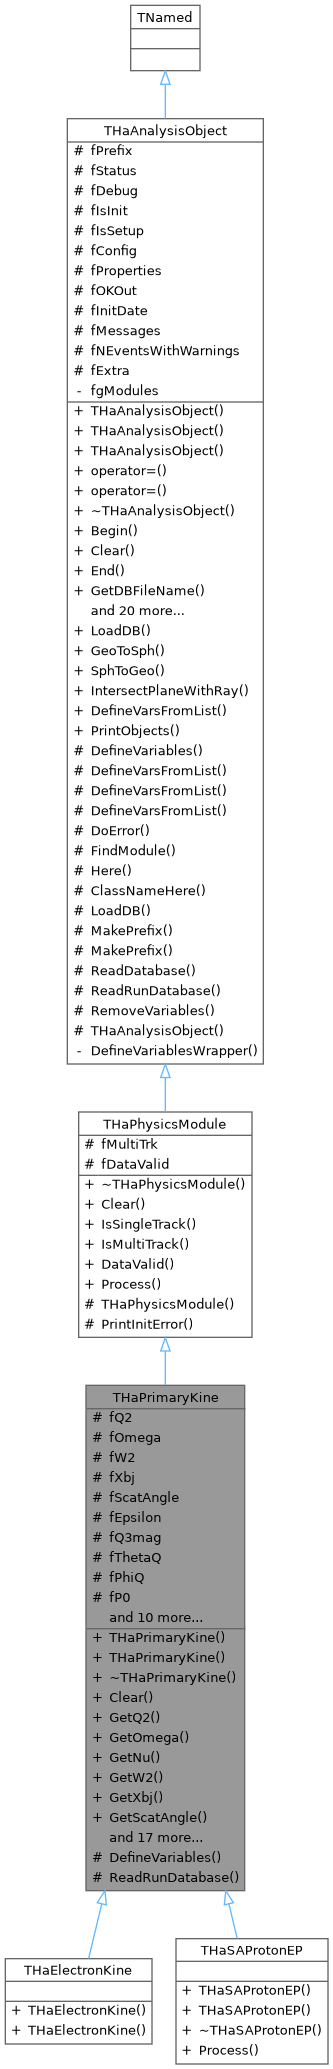 TNamed
THaAnalysisObject
# fPrefix
# fStatus
# fDebug
# fIsInit
# fIsSetup
# fConfig
# fProperties
# fOKOut
# fInitDate
# fMessages
# fNEventsWithWarnings
# fExtra
- fgModules
+ THaAnalysisObject()
+ THaAnalysisObject()
+ THaAnalysisObject()
+ operator=()
+ operator=()
+ ~THaAnalysisObject()
+ Begin()
+ Clear()
+ End()
+ GetDBFileName()
and 20 more...
+ LoadDB()
+ GeoToSph()
+ SphToGeo()
+ IntersectPlaneWithRay()
+ DefineVarsFromList()
+ PrintObjects()
# DefineVariables()
# DefineVarsFromList()
# DefineVarsFromList()
# DefineVarsFromList()
# DoError()
# FindModule()
# Here()
# ClassNameHere()
# LoadDB()
# MakePrefix()
# MakePrefix()
# ReadDatabase()
# ReadRunDatabase()
# RemoveVariables()
# THaAnalysisObject()
- DefineVariablesWrapper()
THaPhysicsModule
# fMultiTrk
# fDataValid
+ ~THaPhysicsModule()
+ Clear()
+ IsSingleTrack()
+ IsMultiTrack()
+ DataValid()
+ Process()
# THaPhysicsModule()
# PrintInitError()
THaPrimaryKine
# fQ2
# fOmega
# fW2
# fXbj
# fScatAngle
# fEpsilon
# fQ3mag
# fThetaQ
# fPhiQ
# fP0
and 10 more...
+ THaPrimaryKine()
+ THaPrimaryKine()
+ ~THaPrimaryKine()
+ Clear()
+ GetQ2()
+ GetOmega()
+ GetNu()
+ GetW2()
+ GetXbj()
+ GetScatAngle()
and 17 more...
# DefineVariables()
# ReadRunDatabase()
THaElectronKine
+ THaElectronKine()
+ THaElectronKine()
THaSAProtonEP
+ THaSAProtonEP()
+ THaSAProtonEP()
+ ~THaSAProtonEP()
+ Process()